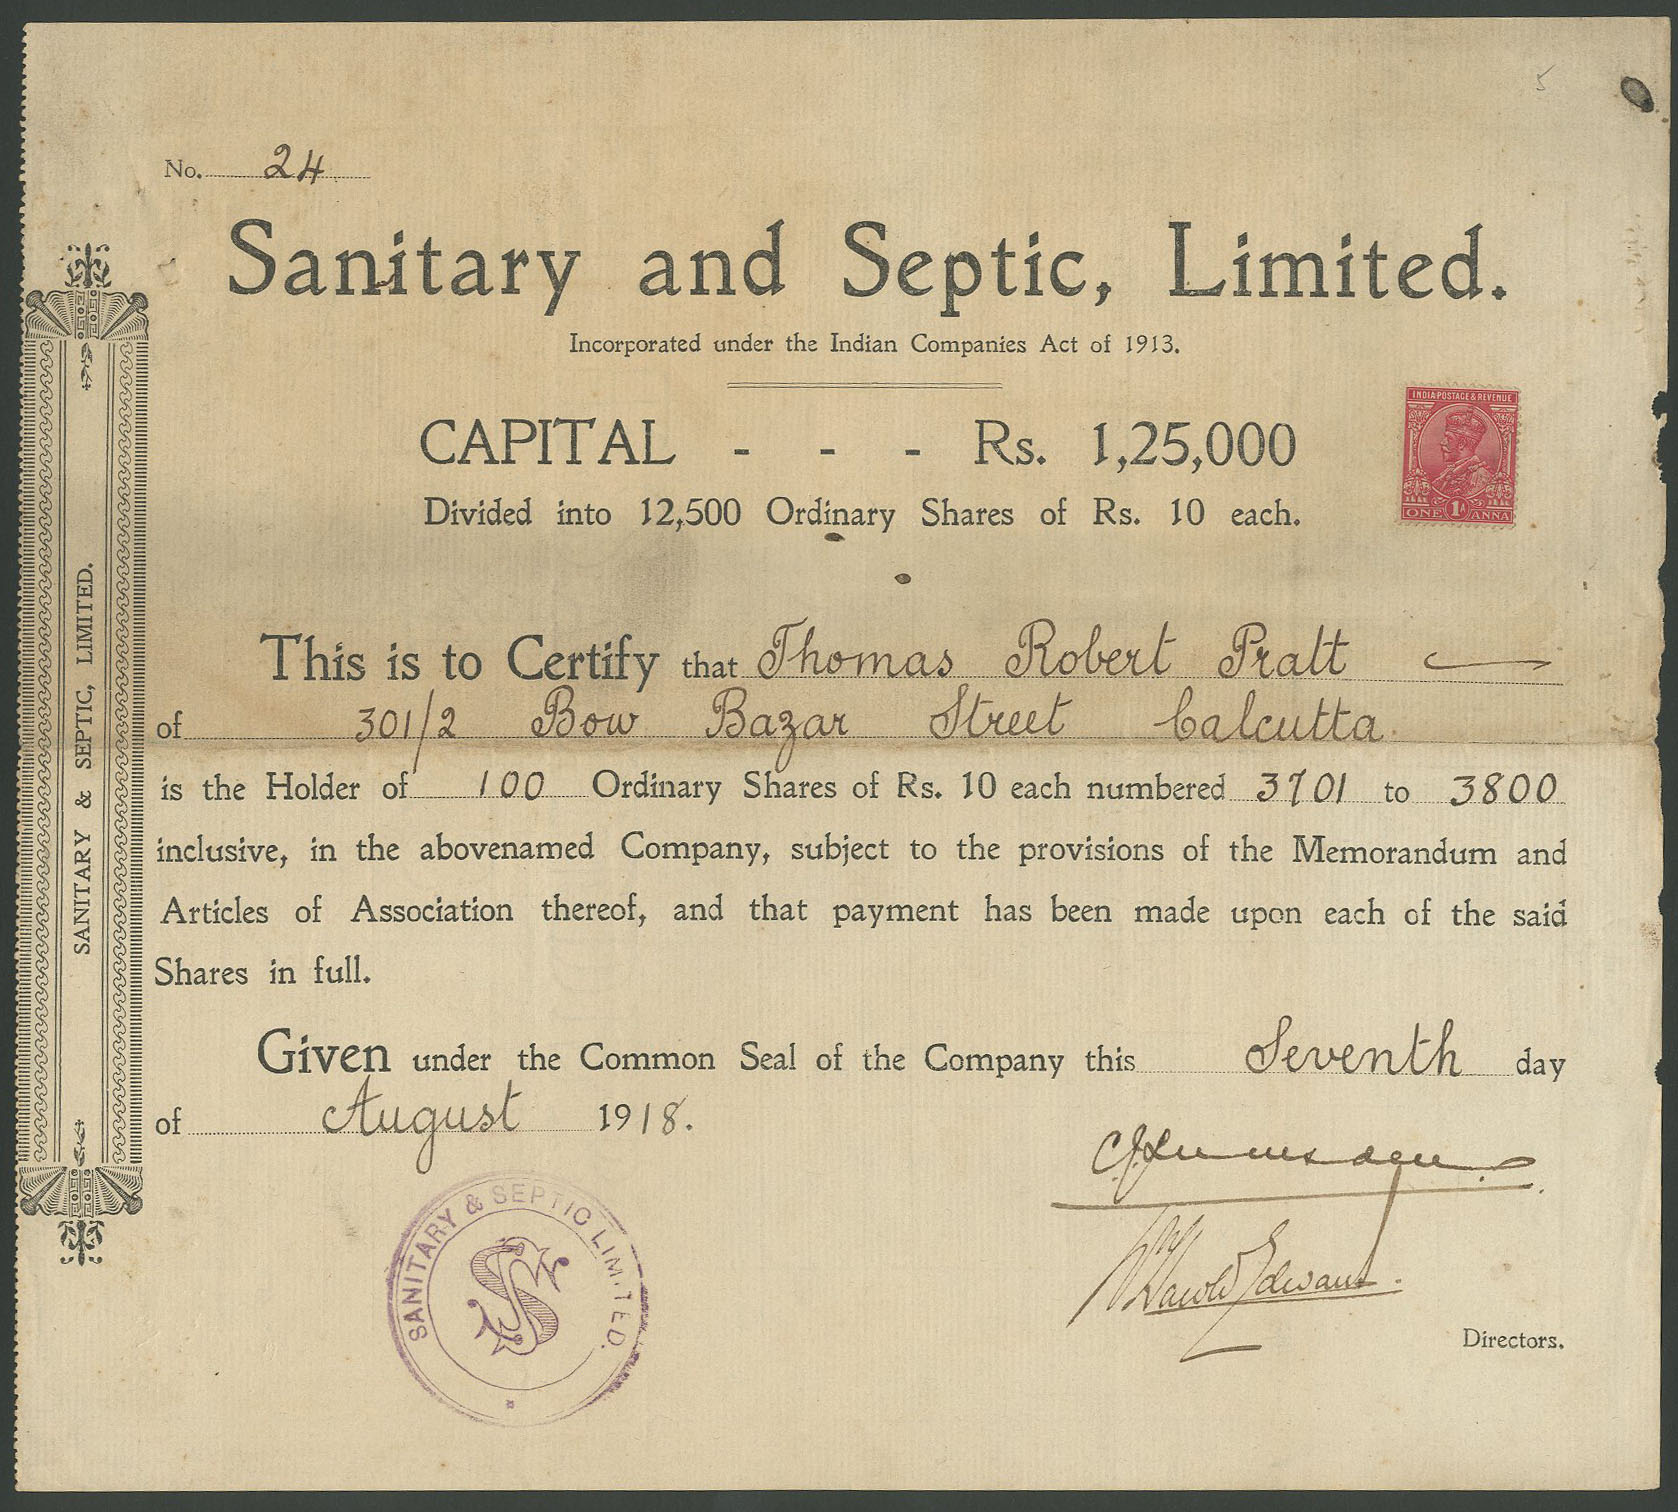 5
No. 24
Sanitary and Septic, Limited.
Incorporated under the Indian Companies Act of 1913.
CAPITAL - - - Rs. 1,25,000
Divided into 12,500 Ordinary Shares of Rs. 10 each.
INDIA POSTAGE & REVENUE
ONE 1A ANNA
This is to Certify that Thomas Robert Pratt
of 301/2 Bow Bazar Street Calcutta
is the Holder of 100 Ordinary Shares of Rs. 10 each numbered 3701 to 3800
inclusive, in the abovenamed Company, subject to the provisions of the Memorandum and
Articles of Association thereof, and that payment has been made upon each of the said
Shares in full.
Given under the Common Seal of the Company this Seventh day
of August 1918.
Harold Edwards
Directors.
SANITARY & SEPTIC LIMITED.
SANITARY & SEPTIC, LIMITED.